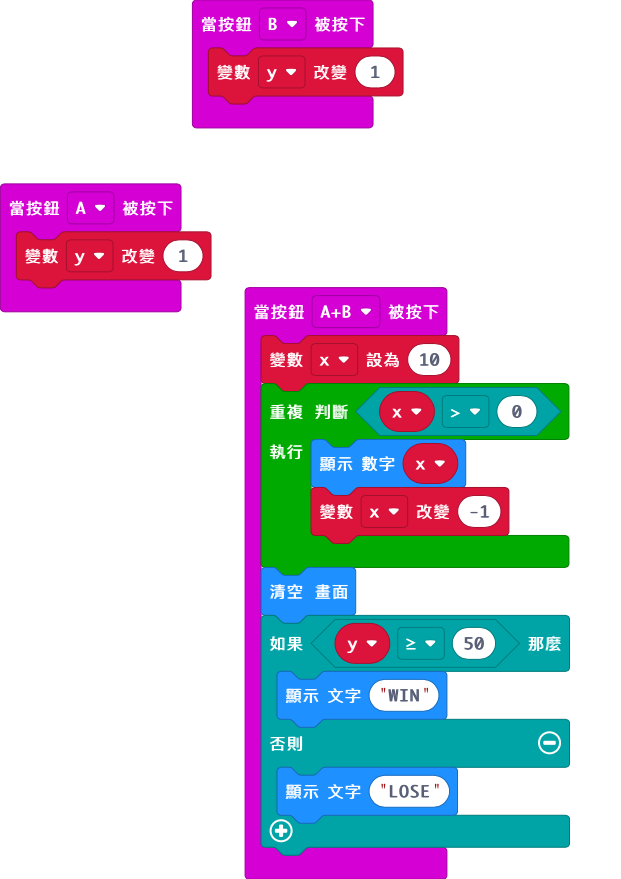 當按鈕 B 被按下
變數 y 改變 1
當按鈕 A 被按下
變數 y 改變 1
當按鈕 A+B 被按下
變數 x 設為 10
重複 判斷 x > 0
執行
顯示 數字 x
變數 x 改變 -1
清空 畫面
如果 y ≥ 50 那麼
顯示 文字 "WIN"
否則
顯示 文字 "LOSE"